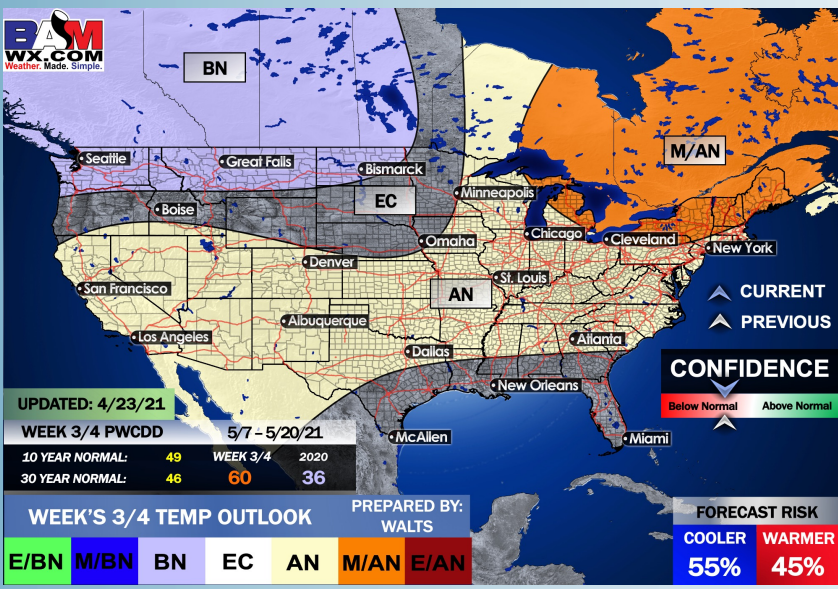 BAM
WX.COM
Weather. Made. Simple.
BN
M/AN
Seattle
Great Falls
Bismarck
Minneapolis
EC
Boise
Omaha
Chicago
Cleveland
New York
Denver
St. Louis
San Francisco
AN
Albuquerque
Los Angeles
Atlanta
Dallas
New Orleans
McAllen
Miami
CURRENT
PREVIOUS
CONFIDENCE
Below Normal Above Normal
UPDATED: 4/23/21
WEEK 3/4 PWCDD 5/7 – 5/20/21
10 YEAR NORMAL: 49 WEEK 3/4 2020
30 YEAR NORMAL: 46 60 36
WEEK'S 3/4 TEMP OUTLOOK
PREPARED BY:
WALTS
E/BN M/BN BN EC AN M/AN E/AN
FORECAST RISK
COOLER WARMER
55% 45%